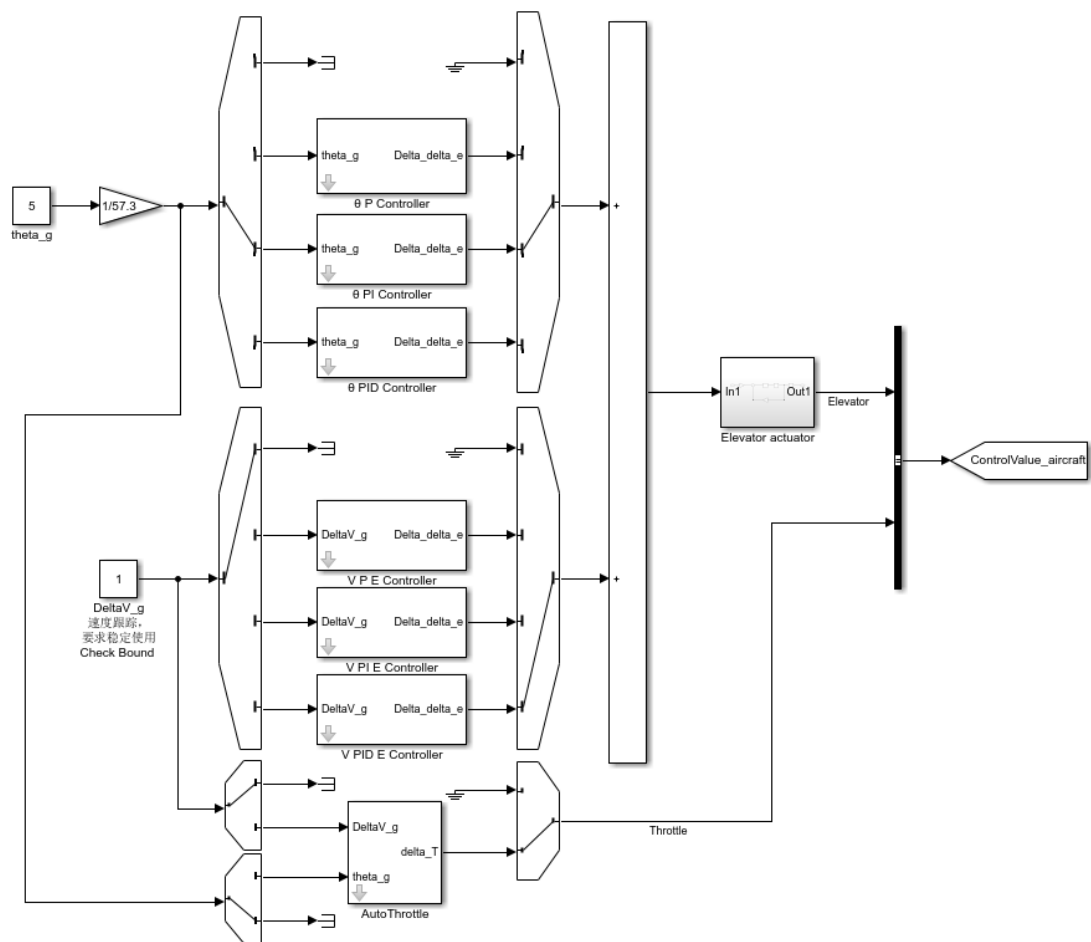 5
theta_g
1/57.3
theta_g
Delta_delta_e
θ P Controller
theta_g
Delta_delta_e
θ PI Controller
theta_g
Delta_delta_e
θ PID Controller
+
+
In1
Out1
Elevator actuator
Elevator
ControlValue_aircraft
1
DeltaV_g
速度跟踪，
要求稳定使用
Check Bound
DeltaV_g
Delta_delta_e
V P E Controller
DeltaV_g
Delta_delta_e
V PI E Controller
DeltaV_g
Delta_delta_e
V PID E Controller
DeltaV_g
delta_T
theta_g
AutoThrottle
Throttle